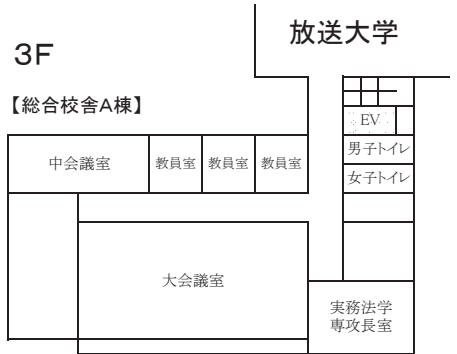 放送大学
3F
【総合校舎A棟】
EV
男子トイレ
中会議室
教員室
教員室
教員室
女子トイレ
大会議室
実務法学
専攻長室